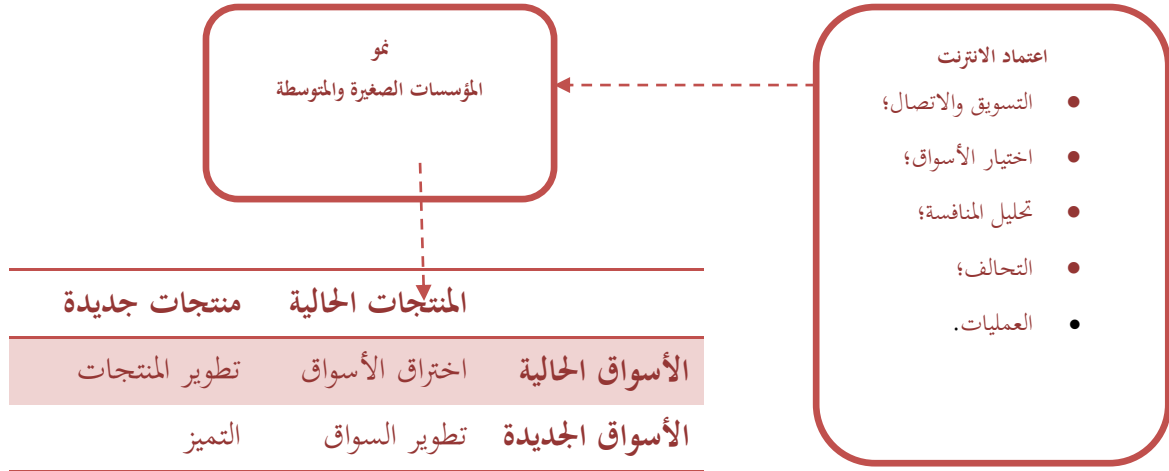 اعتماد الانترنت
• التسويق والاتصال؛
• اختيار الأسواق؛
• تحليل المنافسة؛
• التحالف؛
• العمليات.
نمو
المؤسسات الصغيرة والمتوسطة
المنتجات الحالية منتجات جديدة
الأسواق الحالية اختراق الأسواق تطوير المنتجات
الأسواق الجديدة تطوير السواق التميز